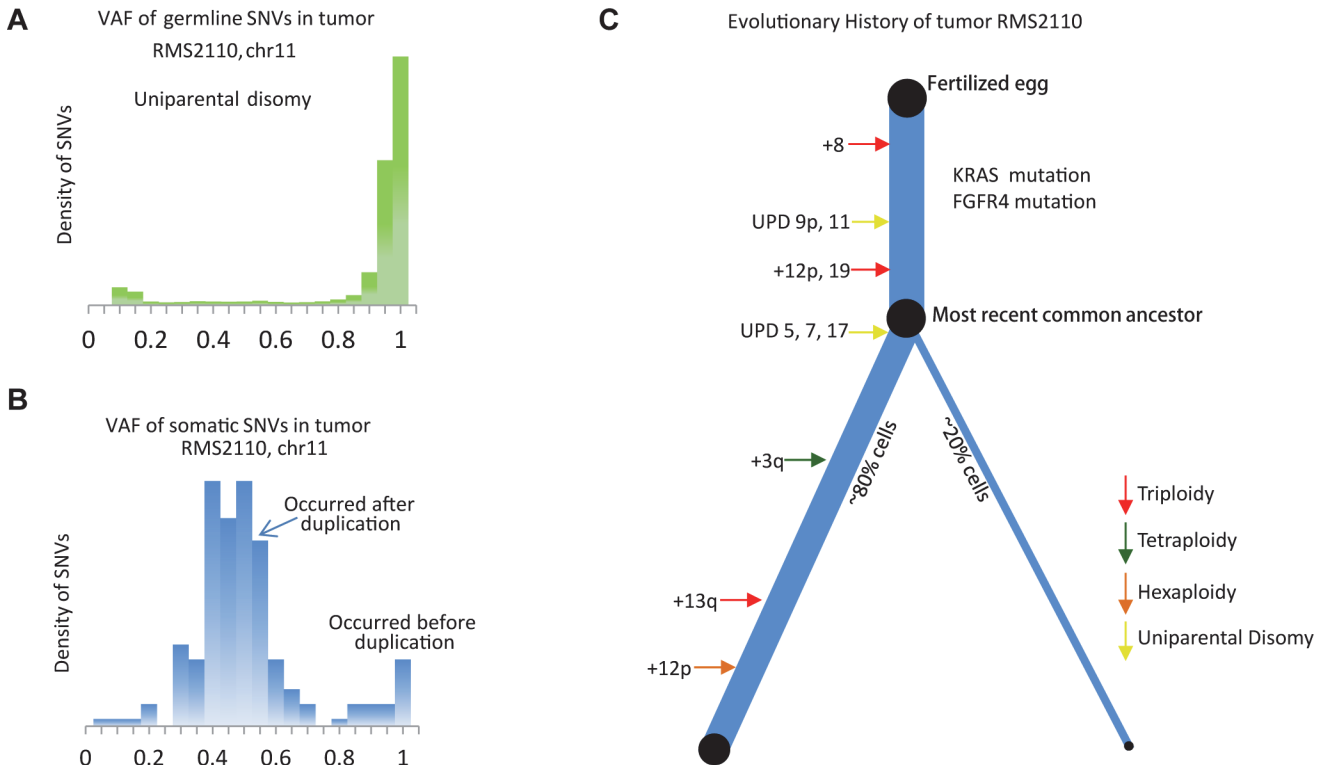 A
VAF of germline SNVs in tumor
RMS2110, chr11
Uniparental disomy
Density of SNVs
0 0.2 0.4 0.6 0.8 1
B
VAF of somatic SNVs in tumor
RMS2110, chr11
Occurred after
duplication
Occurred before
duplication
Density of SNVs
0 0.2 0.4 0.6 0.8 1
C
Evolutionary History of tumor RMS2110
Fertilized egg
+8
KRAS mutation
FGFR4 mutation
UPD 9p, 11
+12p, 19
Most recent common ancestor
UPD 5, 7, 17
+3q
~80% cells
~20% cells
+13q
+12p
Triploidy
Tetraploidy
Hexaploidy
Uniparental Disomy